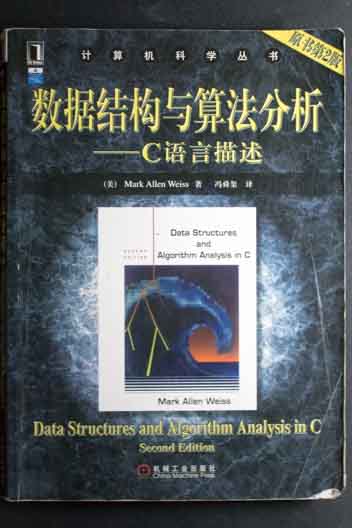 计算机科学丛书
原书第2版
数据结构与算法分析
——C语言描述
(美) Mark Allen Weiss 著 冯舜玺 译
Data Structures
and
Algorithm Analysis in C
SECOND
EDITION
Mark Allen Weiss
Data Structures and Algorithm Analysis in C
Second Edition
机械工业出版社
China Machine Press